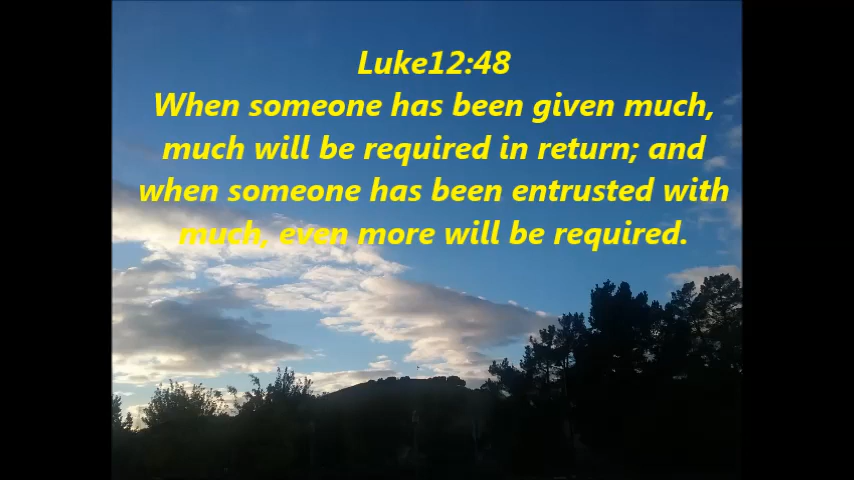 Luke12:48
When someone has been given much,
much will be required in return; and
when someone has been entrusted with
much, even more will be required.